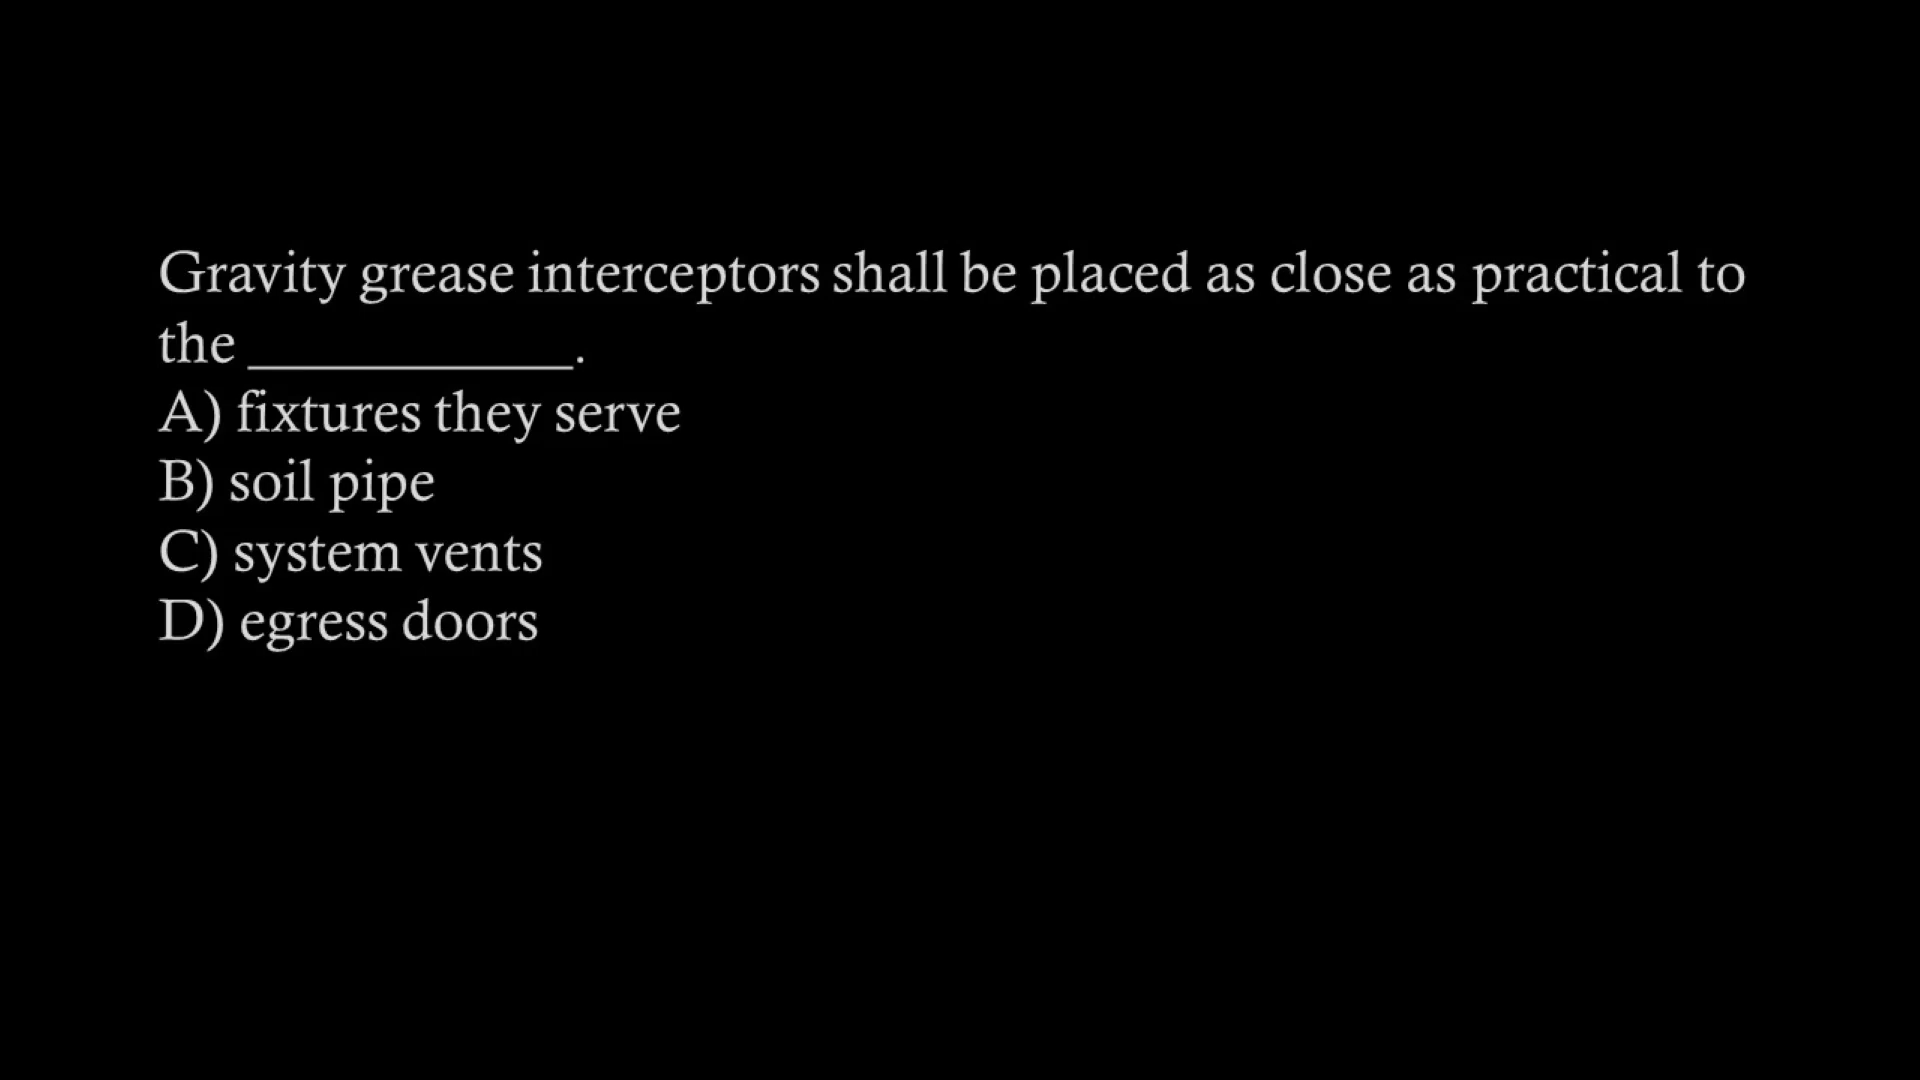 Gravity grease interceptors shall be placed as close as practical to
the ____________.
A) fixtures they serve
B) soil pipe
C) system vents
D) egress doors